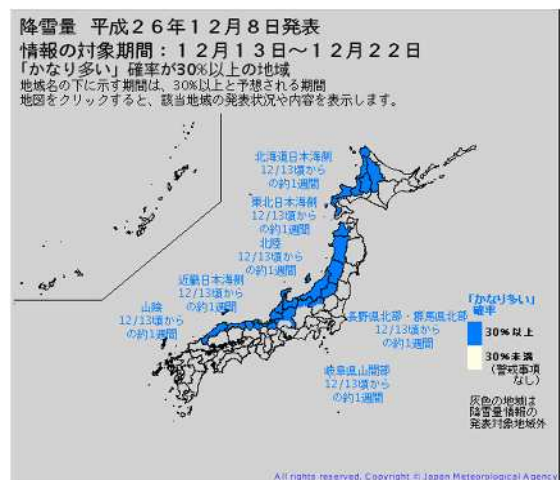 降雪量 平成26年12月8日発表
情報の対象期間：12月13日～12月22日
「かなり多い」確率が30%以上の地域
地域名の下に示す期間は、30%以上と予想される期間
地図をクリックすると、該当地域の発表状況や内容を表示します。
北海道日本海側
12/13頃から
の約1週間
東北日本海側
12/13頃から
の約1週間
北陸
12/13頃から
の約1週間
近畿日本海側
12/13頃から
の約1週間
山陰
12/13頃から
の約1週間
長野県北部・群馬県北部
12/13頃から
の約1週間
岐阜県山間部
12/13頃から
の約1週間
「かなり多い」
確率
30%以上
30%未満
（警戒事項
なし）
灰色の地域は
降雪量情報の
発表対象地域外
All rights reserved. Copyright © Japan Meteorological Agency